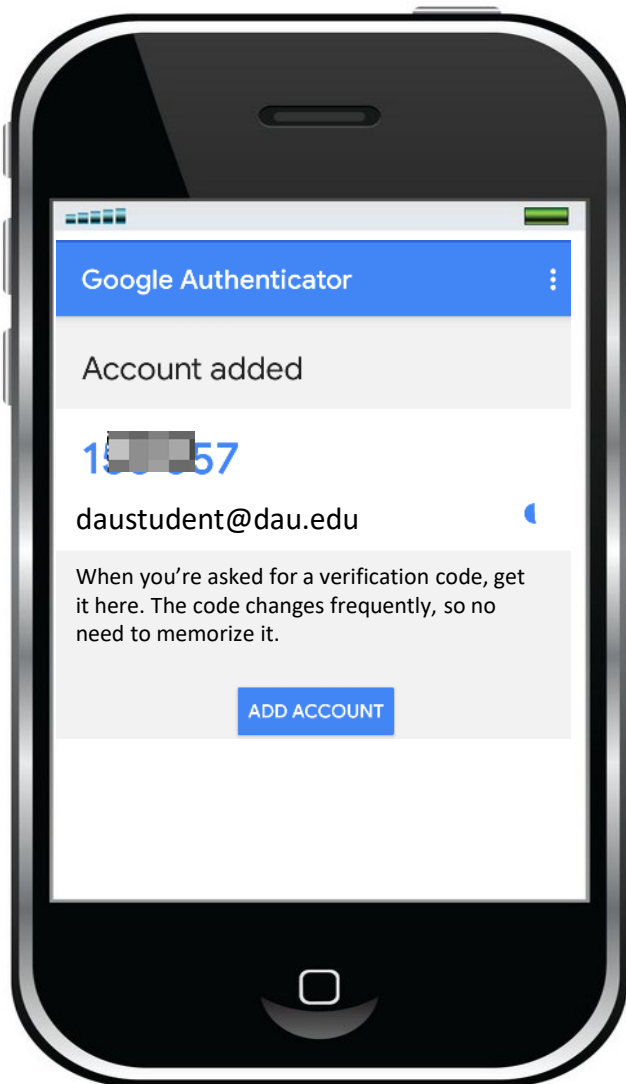 Google Authenticator
Account added
daustudent@dau.edu
When you’re asked for a verification code, get
it here. The code changes frequently, so no
need to memorize it.
ADD ACCOUNT